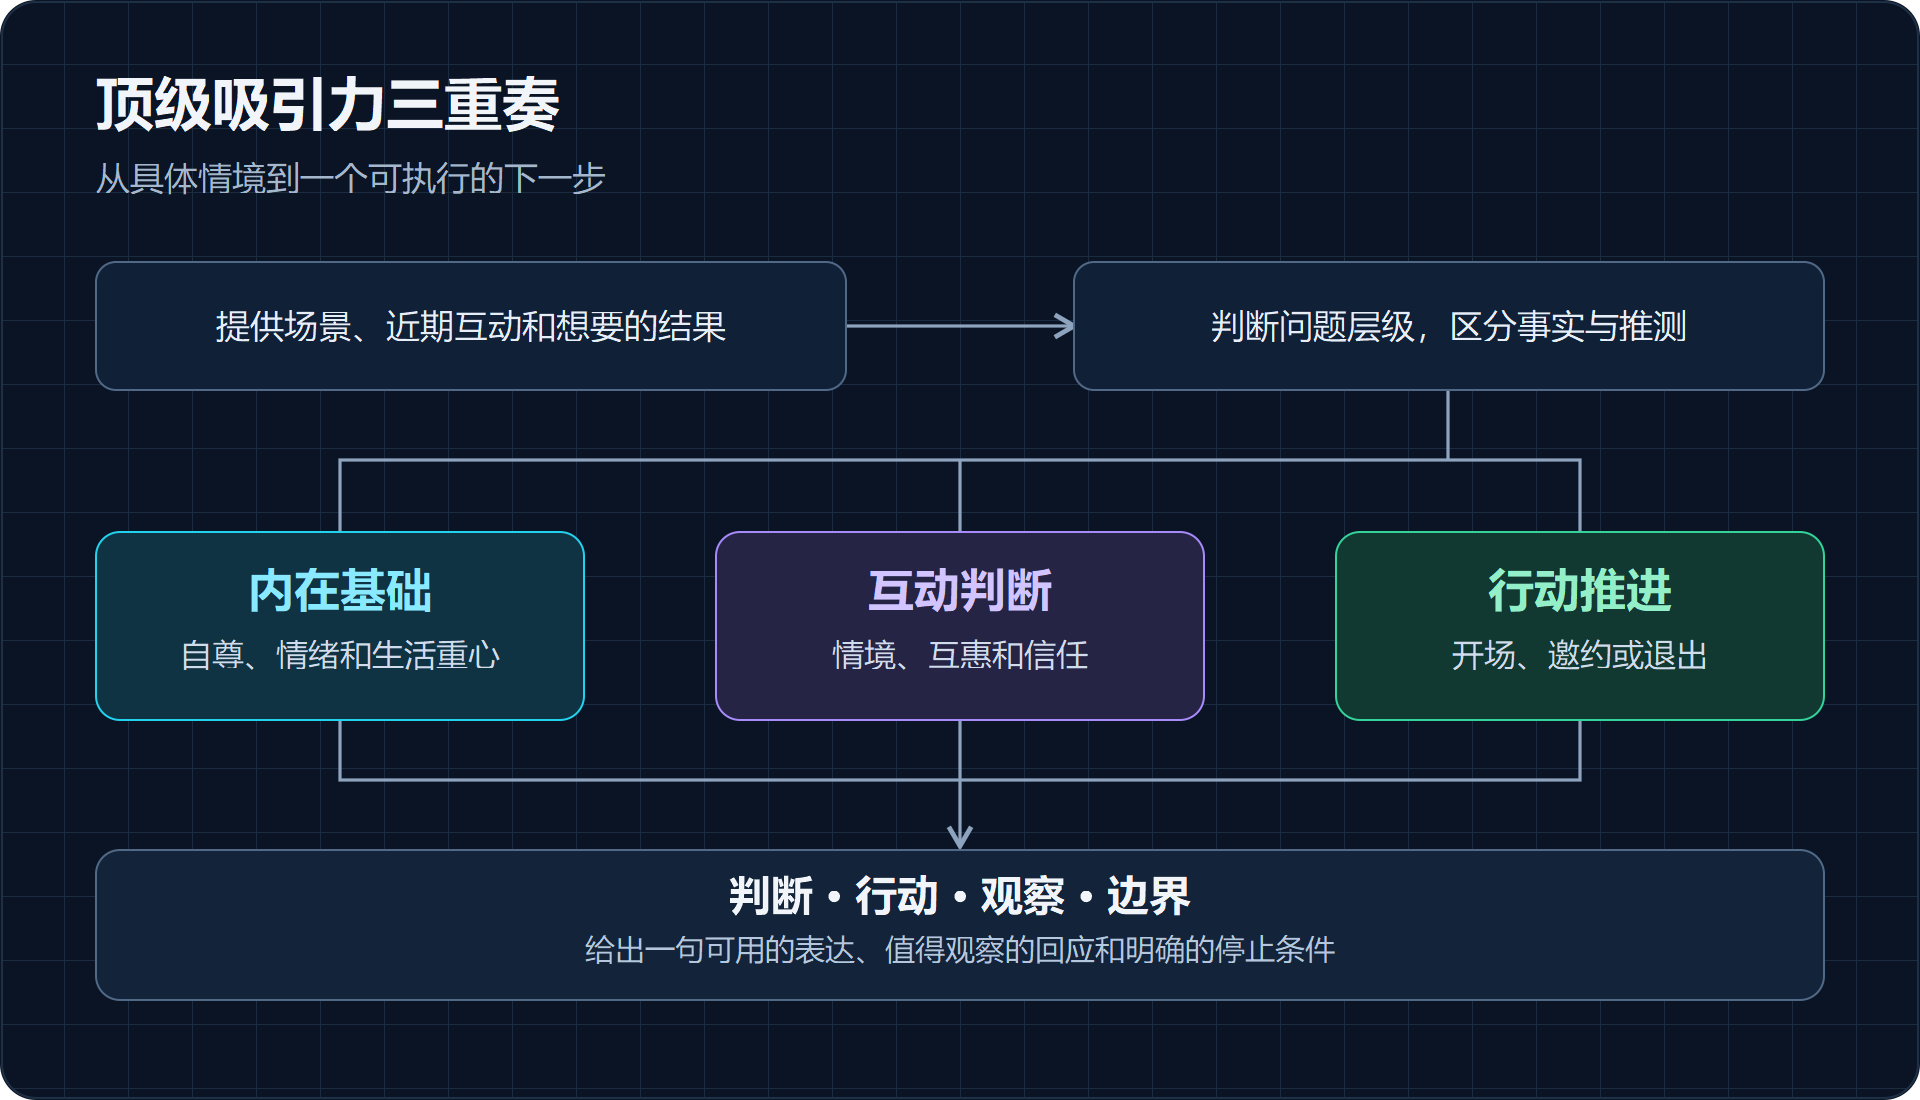 顶级吸引力三重奏
从具体情境到一个可执行的下一步
提供场景、近期互动和想要的结果
判断问题层级，区分事实与推测
内在基础
自尊、情绪和生活重心
互动判断
情境、互惠和信任
行动推进
开场、邀约或退出
判断・行动・观察・边界
给出一句可用的表达、值得观察的回应和明确的停止条件